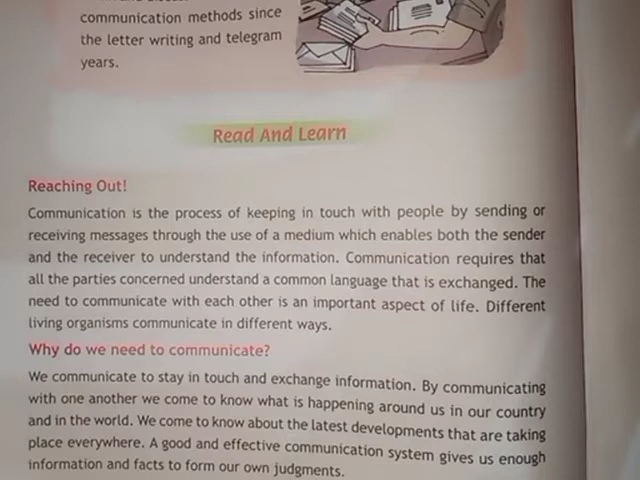 communication methods since
the letter writing and telegram
years.
Read And Learn
Reaching Out!
Communication is the process of keeping in touch with people by sending or
receiving messages through the use of a medium which enables both the sender
and the receiver to understand the information. Communication requires that
all the parties concerned understand a common language that is exchanged. The
need to communicate with each other is an important aspect of life. Different
living organisms communicate in different ways.
Why do we need to communicate?
We communicate to stay in touch and exchange information. By communicating
with one another we come to know what is happening around us in our country
and in the world. We come to know about the latest developments that are taking
place everywhere. A good and effective communication system gives us enough
information and facts to form our own judgments.